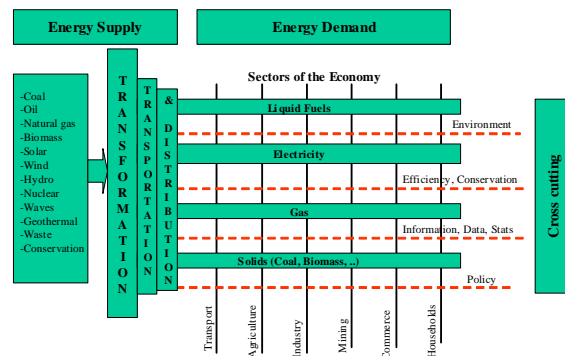 Energy Supply
Energy Demand
TRANSFORMATION
TRANSPORTATION
& DISTRIBUTION
Sectors of the Economy
-Coal
-Oil
-Natural gas
-Biomass
-Solar
-Wind
-Hydro
-Nuclear
-Waves
-Geothermal
-Waste
-Conservation
Liquid Fuels
Environment
Electricity
Efficiency, Conservation
Gas
Information, Data, Stats
Solids (Coal, Biomass, ..)
Policy
Cross cutting
Transport
Agriculture
Industry
Mining
Commerce
Households